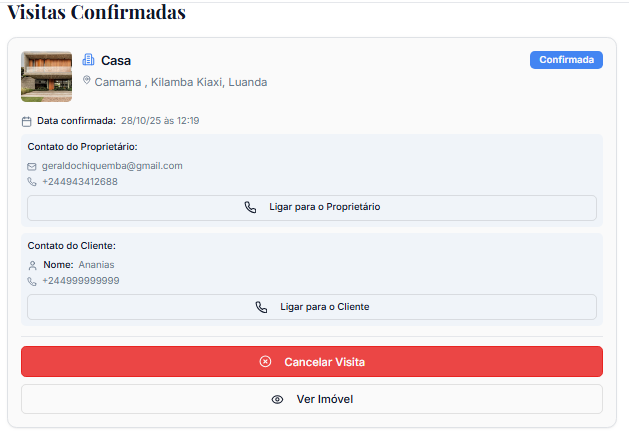 Visitas Confirmadas
Casa
Confirmada
Camama , Kilamba Kiaxi, Luanda
Data confirmada: 28/10/25 às 12:19
Contato do Proprietário:
geraldochiquemba@gmail.com
+244943412688
Ligar para o Proprietário
Contato do Cliente:
Nome: Ananias
+244999999999
Ligar para o Cliente
Cancelar Visita
Ver Imóvel